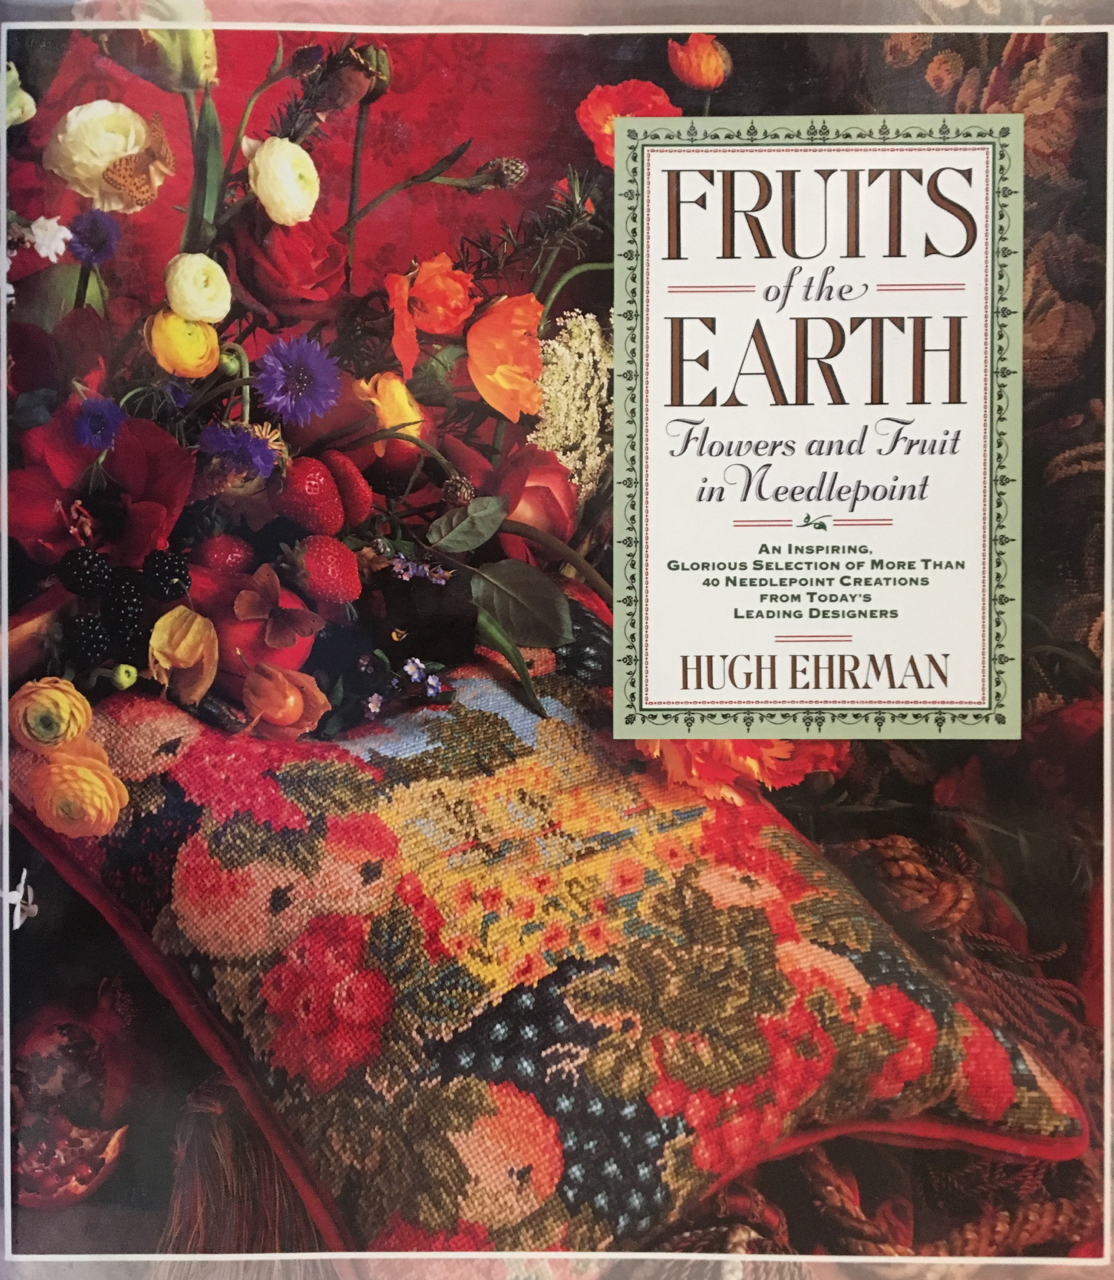 FRUITS
of the
EARTH
Flowers and Fruit
in Needlepoint
AN INSPIRING,
GLORIOUS SELECTION OF MORE THAN
40 NEEDLEPOINT CREATIONS
FROM TODAY'S
LEADING DESIGNERS
HUGH EHRMAN